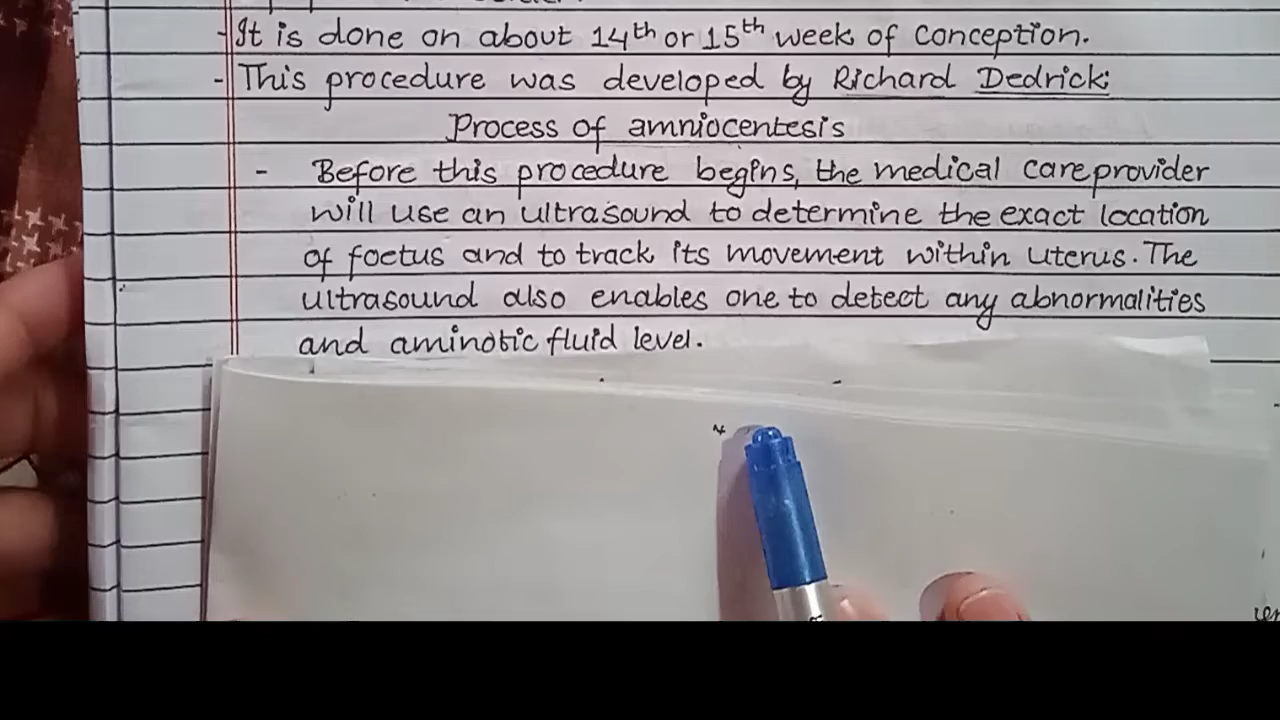 - It is done on about 14th or 15th week of Conception.
- This procedure was developed by Richard Dedrick:
Process of amniocentesis
- Before this procedure begins, the medical care provider
will use an ultrasound to determine the exact location
of foetus and to track its movement within uterus. The
ultrasound also enables one to detect any abnormalities
and aminotic fluid level.